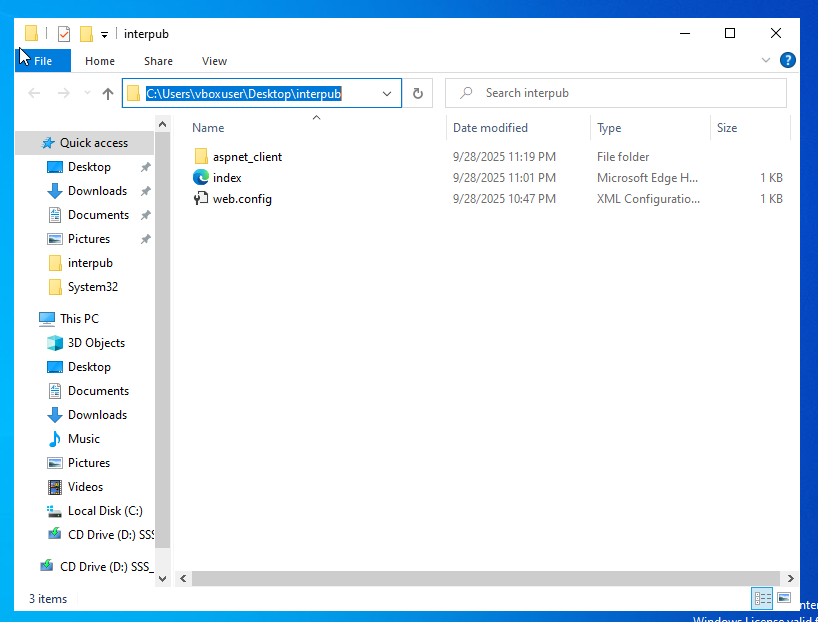 interpub
File Home Share View
C:\Users\vboxuser\Desktop\interpub Search interpub
Name Date modified Type Size
Quick access
Desktop
Downloads
Documents
Pictures
interpub
System32
This PC
3D Objects
Desktop
Documents
Downloads
Music
Pictures
Videos
Local Disk (C:)
CD Drive (D:) SSS
CD Drive (D:) SSS_
aspnet_client 9/28/2025 11:19 PM File folder
index 9/28/2025 11:01 PM Microsoft Edge H... 1 KB
web.config 9/28/2025 10:47 PM XML Configuratio... 1 KB
3 items